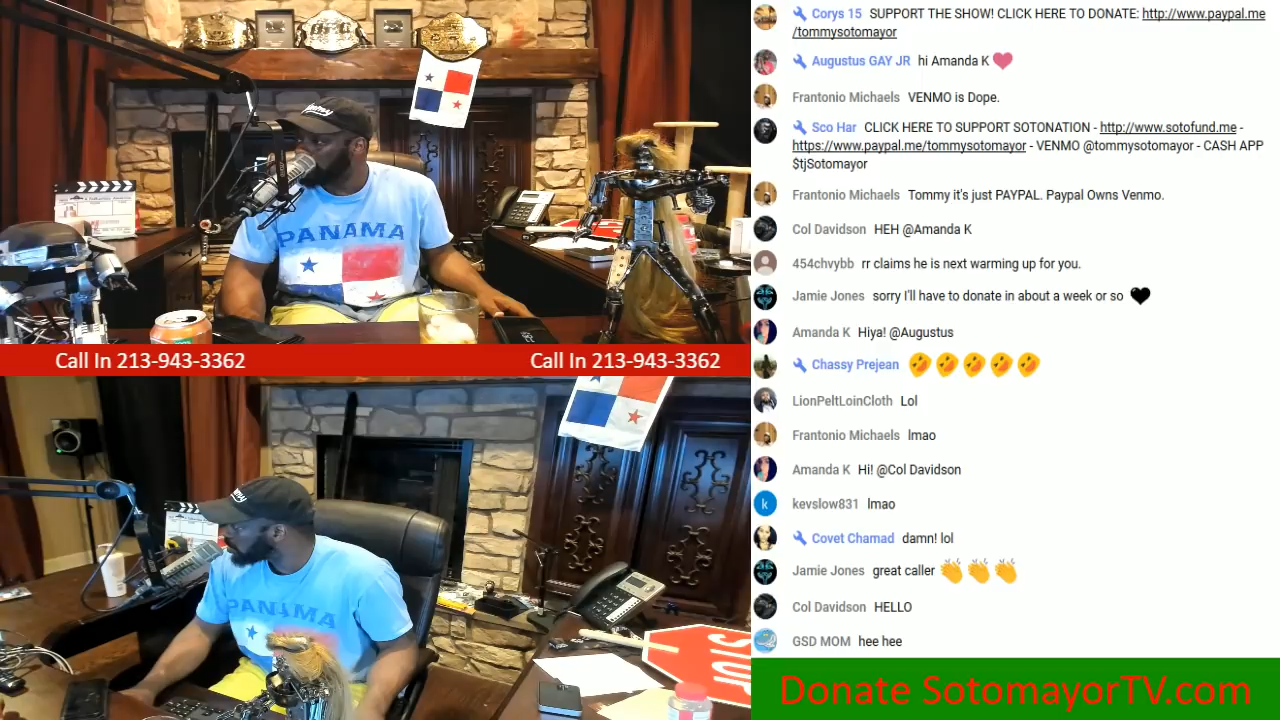 PANAMA
Call In 213-943-3362
Call In 213-943-3362
PANAMA
STOP
Corys 15 SUPPORT THE SHOW! CLICK HERE TO DONATE: http://www.paypal.me
/tommysotomayor
Augustus GAY JR hi Amanda K
Frantonio Michaels VENMO is Dope.
Sco Har CLICK HERE TO SUPPORT SOTONATION - http://www.sotofund.me -
https://www.paypal.me/tommysotomayor - VENMO @tommysotomayor - CASH APP
$tjSotomayor
Frantonio Michaels Tommy it's just PAYPAL. Paypal Owns Venmo.
Col Davidson HEH @Amanda K
454chvybb rr claims he is next warming up for you.
Jamie Jones sorry I'll have to donate in about a week or so
Amanda K Hiya! @Augustus
Chassy Prejean
LionPeltLoinCloth Lol
Frantonio Michaels lmao
Amanda K Hi! @Col Davidson
k
kevslow831 lmao
Covet Chamad damn! lol
Jamie Jones great caller
Col Davidson HELLO
GSD MOM hee hee
Donate SotomayorTV.com